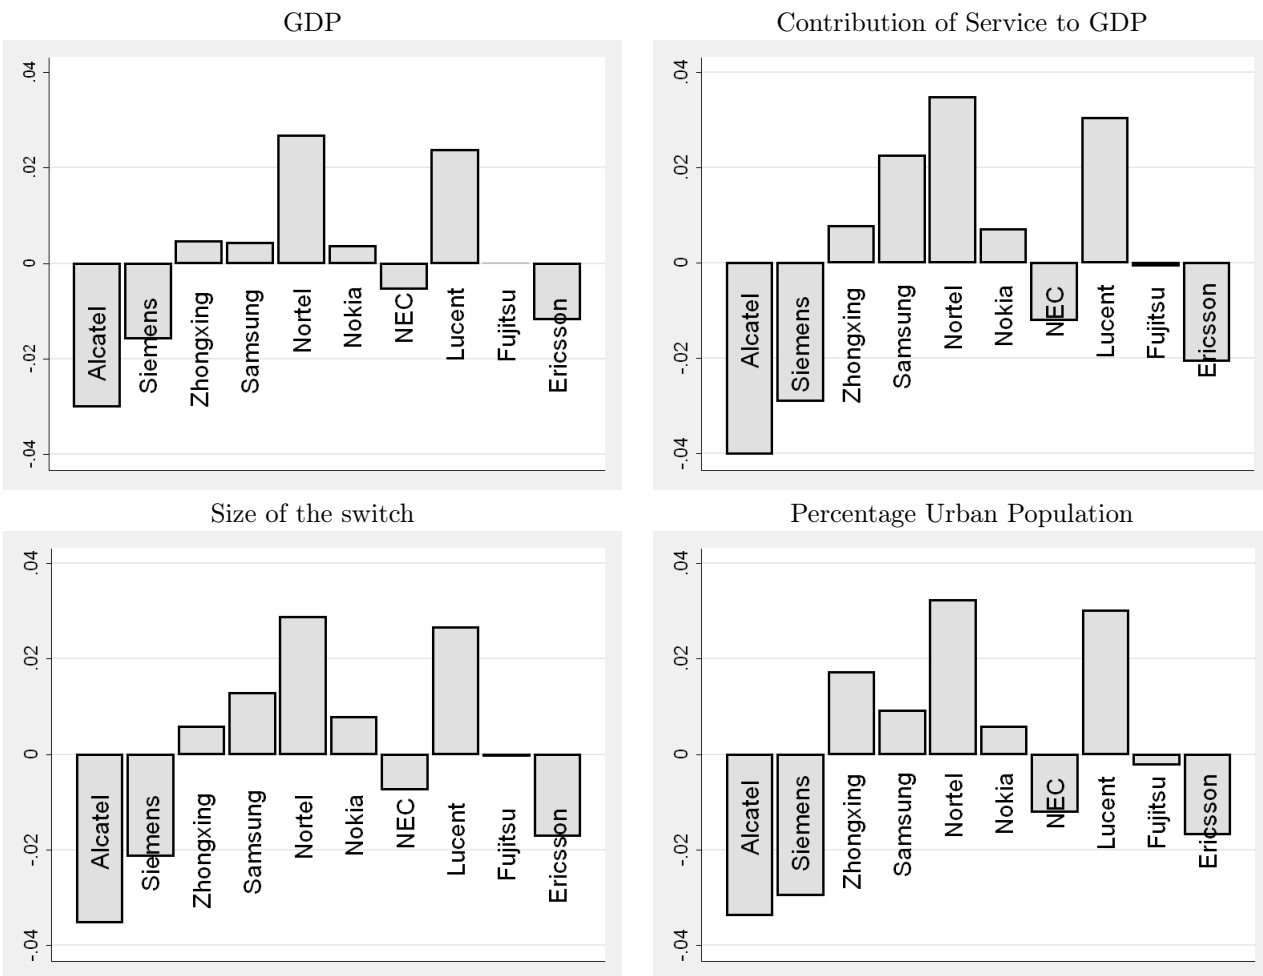 GDP
.04
.02
0
-.02
-.04
Alcatel
Siemens
Zhongxing
Samsung
Nortel
Nokia
NEC
Lucent
Fujitsu
Ericsson
Contribution of Service to GDP
.04
.02
0
-.02
-.04
Alcatel
Siemens
Zhongxing
Samsung
Nortel
Nokia
NEC
Lucent
Fujitsu
Ericsson
Size of the switch
.04
.02
0
-.02
-.04
Alcatel
Siemens
Zhongxing
Samsung
Nortel
Nokia
NEC
Lucent
Fujitsu
Ericsson
Percentage Urban Population
.04
.02
0
-.02
-.04
Alcatel
Siemens
Zhongxing
Samsung
Nortel
Nokia
NEC
Lucent
Fujitsu
Ericsson